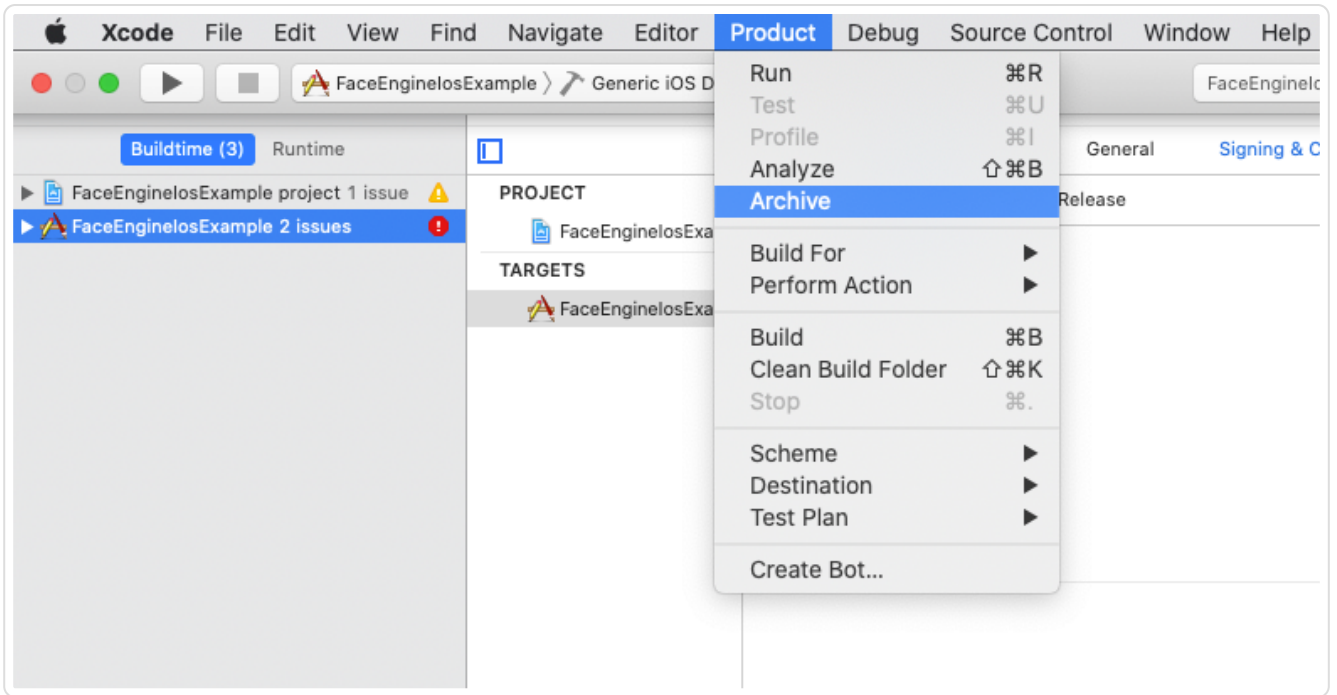 Xcode File Edit View Find Navigate Editor Product Debug Source Control Window Help
FaceEngineIosExample 〉 Generic iOS D
FaceEngineIo
Buildtime (3) Runtime
FaceEngineIosExample project 1 issue
FaceEngineIosExample 2 issues
PROJECT
FaceEngineIosExa
TARGETS
FaceEngineIosExa
Run ⌘R
Test ⌘U
Profile ⌘I
Analyze ⇧⌘B
Archive
Build For
Perform Action
Build ⌘B
Clean Build Folder ⇧⌘K
Stop ⌘.
Scheme
Destination
Test Plan
Create Bot...
General Signing & C
Release